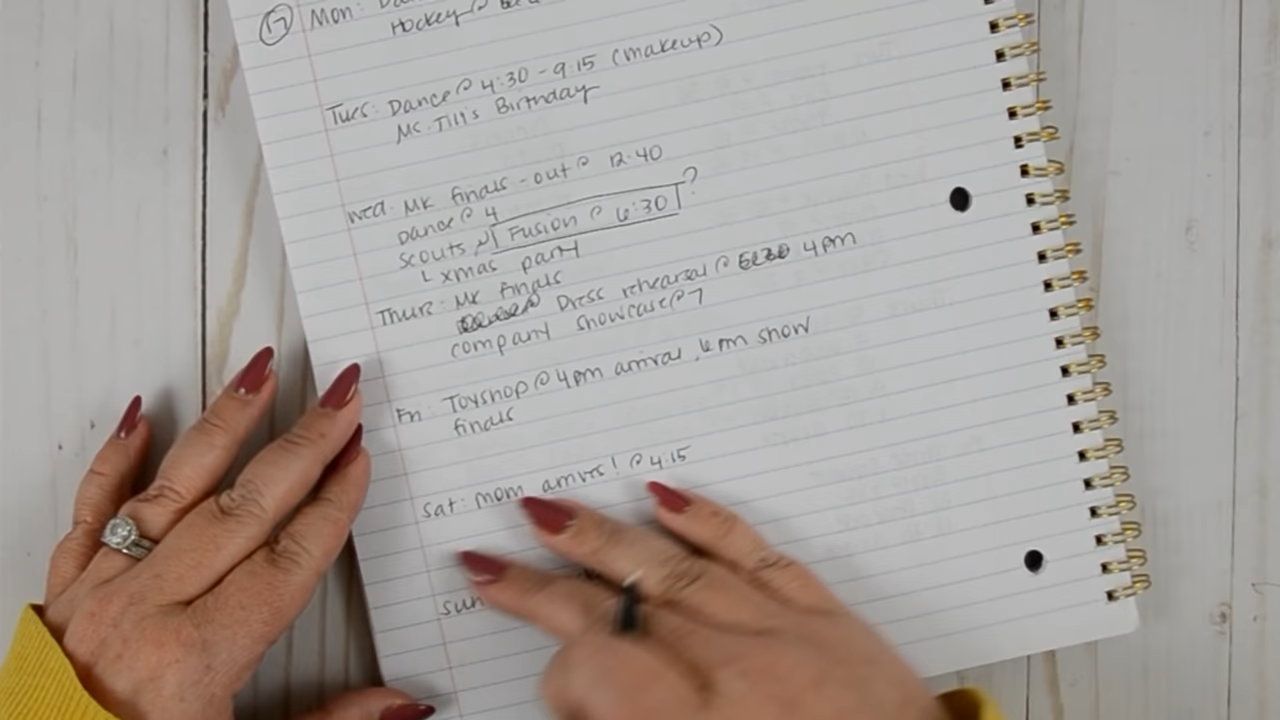 17 Mon:
Hockey @
Tues: Dance @ 4:30 - 9:15 (makeup)
Ms. Tilt's Birthday
Wed: MK finals - out @ 12:40
Dance @ 4
Scouts Fusion @ 6:30 ?
xmas party
Thur: MK finals
Dress rehearsal @ 4pm
company showcase @ 7
Fri: Toyshop @ 4pm arrival, 6pm show
finals
Sat: mom arrives! @ 4:15
Sun